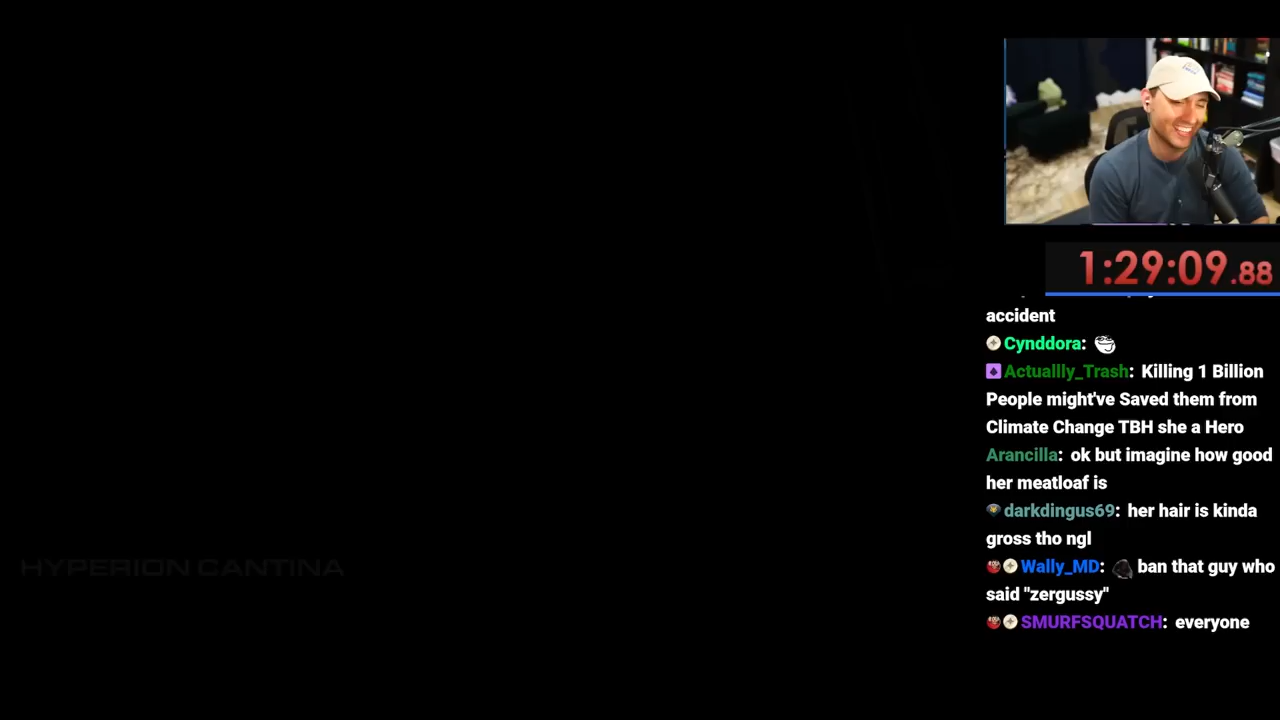 1:29:09.88
accident
Cynddora:
Actuallly_Trash: Killing 1 Billion
People might've Saved them from
Climate Change TBH she a Hero
Arancilla: ok but imagine how good
her meatloaf is
darkdingus69: her hair is kinda
gross tho ngl
Wally_MD: ban that guy who
said "zergussy"
SMURFSQUATCH: everyone
HYPERION CANTINA